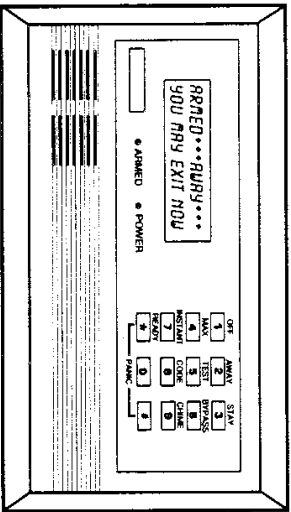 ARMED•••AWAY•••
YOU MAY EXIT NOW
ARMED POWER
OFF AWAY STAY
1 2 3
MAX TEST BYPASS
4 5 6
INSTANT CODE CHIME
7 8 9
READY
* 0 #
PANIC